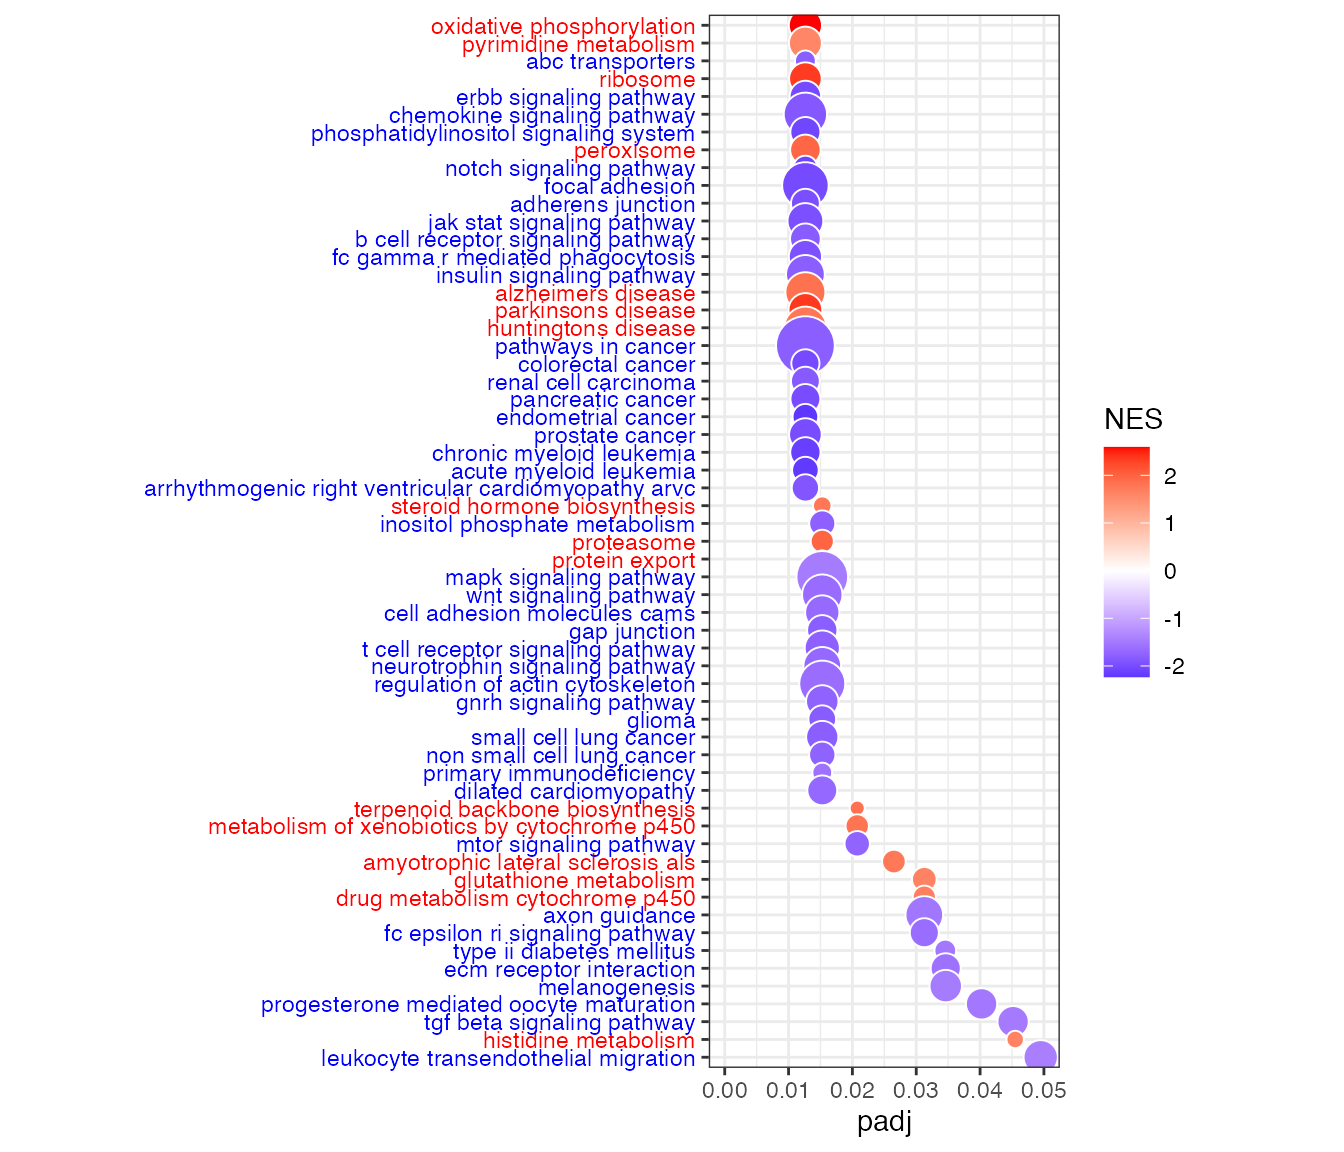 oxidative phosphorylation
pyrimidine metabolism
abc transporters
ribosome
erbb signaling pathway
chemokine signaling pathway
phosphatidylinositol signaling system
peroxisome
notch signaling pathway
focal adhesion
adherens junction
jak stat signaling pathway
b cell receptor signaling pathway
fc gamma r mediated phagocytosis
insulin signaling pathway
alzheimers disease
parkinsons disease
huntingtons disease
pathways in cancer
colorectal cancer
renal cell carcinoma
pancreatic cancer
endometrial cancer
prostate cancer
chronic myeloid leukemia
acute myeloid leukemia
arrhythmogenic right ventricular cardiomyopathy arvc
steroid hormone biosynthesis
inositol phosphate metabolism
proteasome
protein export
mapk signaling pathway
wnt signaling pathway
cell adhesion molecules cams
gap junction
t cell receptor signaling pathway
neurotrophin signaling pathway
regulation of actin cytoskeleton
gnrh signaling pathway
glioma
small cell lung cancer
non small cell lung cancer
primary immunodeficiency
dilated cardiomyopathy
terpenoid backbone biosynthesis
metabolism of xenobiotics by cytochrome p450
mtor signaling pathway
amyotrophic lateral sclerosis als
glutathione metabolism
drug metabolism cytochrome p450
axon guidance
fc epsilon ri signaling pathway
type ii diabetes mellitus
ecm receptor interaction
melanogenesis
progesterone mediated oocyte maturation
tgf beta signaling pathway
histidine metabolism
leukocyte transendothelial migration
0.00 0.01 0.02 0.03 0.04 0.05
padj
NES
2
1
0
-1
-2